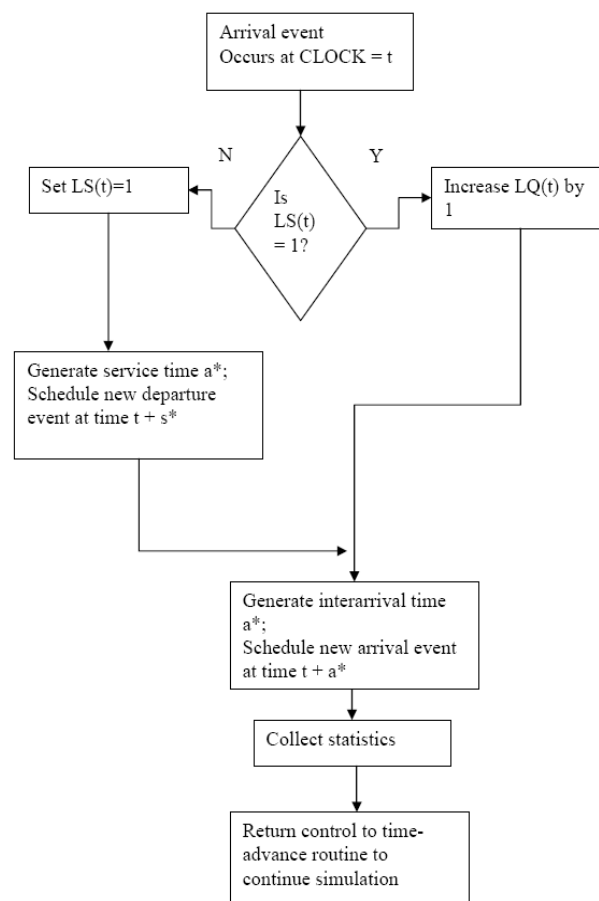 Arrival event
Occurs at CLOCK = t
N
Y
Set LS(t)=1
Is
LS(t)
= 1?
Increase LQ(t) by
1
Generate service time a*;
Schedule new departure
event at time t + s*
Generate interarrival time
a*;
Schedule new arrival event
at time t + a*
Collect statistics
Return control to time-
advance routine to
continue simulation